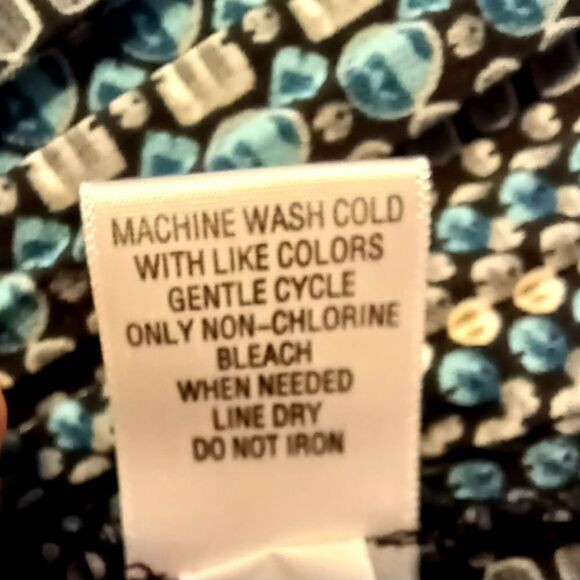 MACHINE WASH COLD
WITH LIKE COLORS
GENTLE CYCLE
ONLY NON-CHLORINE
BLEACH
WHEN NEEDED
LINE DRY
DO NOT IRON